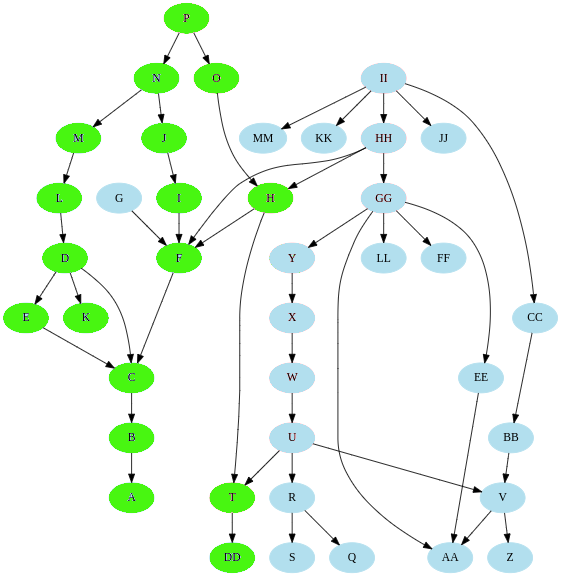 P
N O II
M J MM KK HH JJ
L G I H GG
D F Y LL FF
E K X CC
C W EE
B U BB
A T R V
DD S Q AA Z